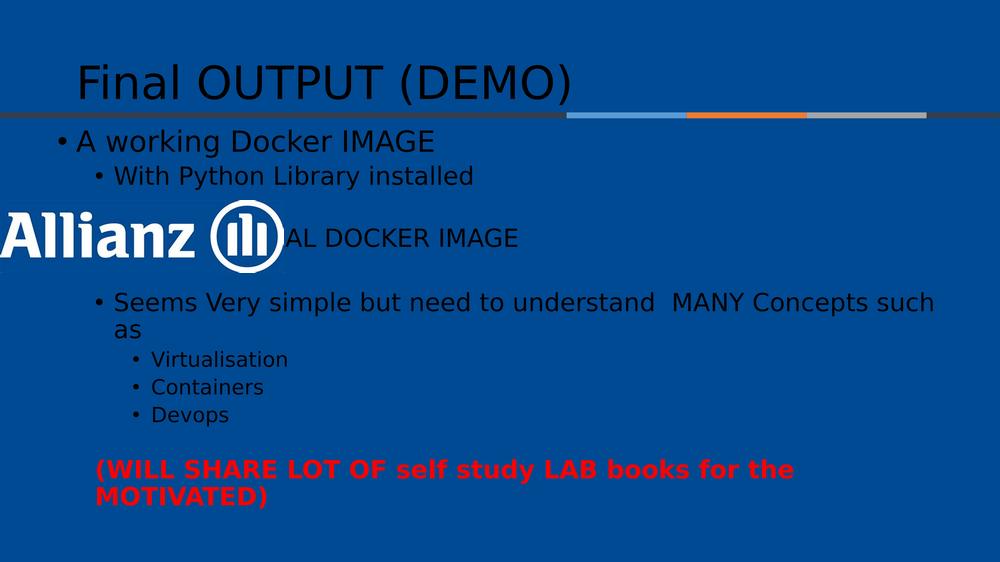 Final OUTPUT (DEMO)
• A working Docker IMAGE
• With Python Library installed
Allianz
AL DOCKER IMAGE
• Seems Very simple but need to understand  MANY Concepts such
as
• Virtualisation
• Containers
• Devops
(WILL SHARE LOT OF self study LAB books for the
MOTIVATED)